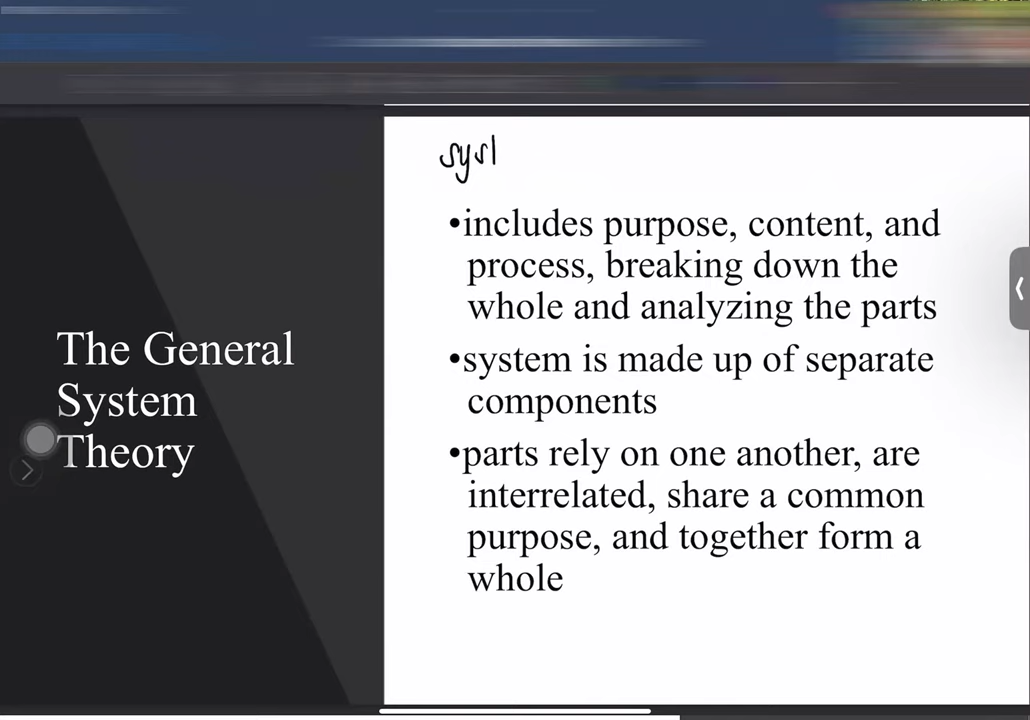 sysl
•includes purpose, content, and
process, breaking down the
whole and analyzing the parts
•system is made up of separate
components
•parts rely on one another, are
interrelated, share a common
purpose, and together form a
whole
The General
System
Theory